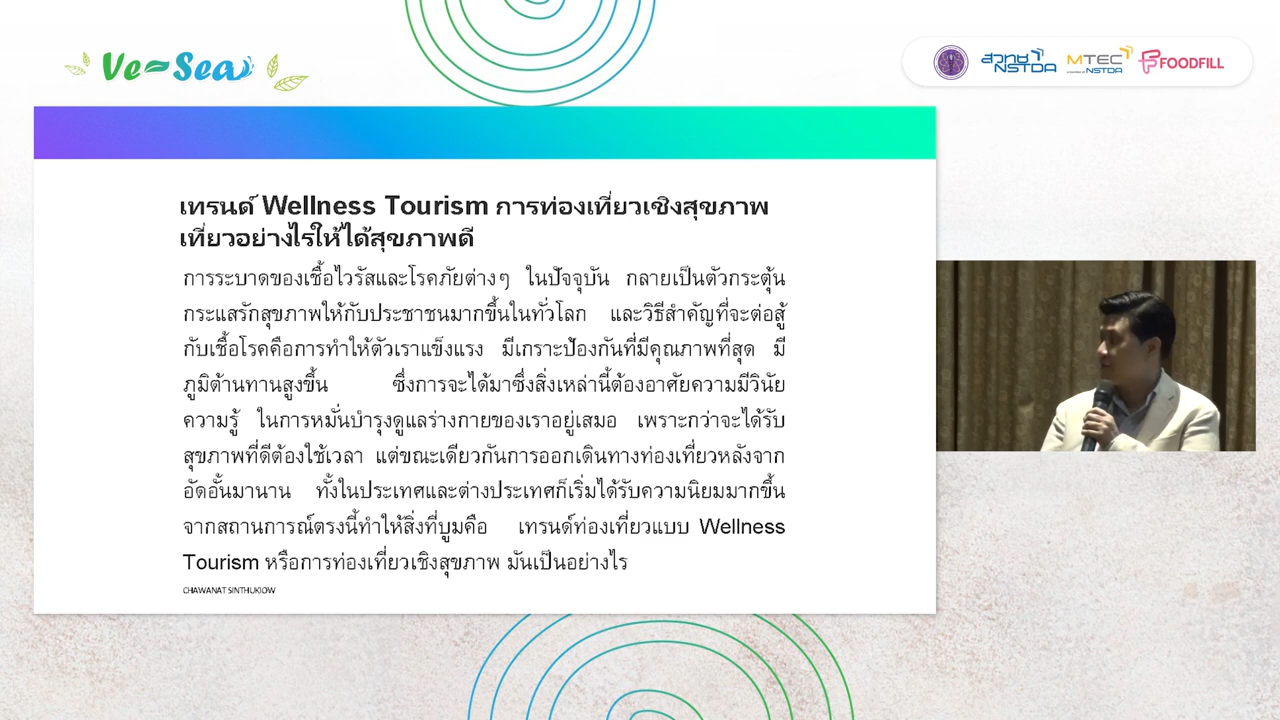 Ve-Sea
สวทช
NSTDA
MTEC
NSTDA
FOODFILL
เทรนด์ Wellness Tourism การท่องเที่ยวเชิงสุขภาพ
เที่ยวอย่างไรให้ได้สุขภาพดี
การระบาดของเชื้อไวรัสและโรคภัยต่างๆ ในปัจจุบัน กลายเป็นตัวกระตุ้น
กระแสรักสุขภาพให้กับประชาชนมากขึ้นในทั่วโลก และวิธีสำคัญที่จะต่อสู้
กับเชื้อโรคคือการทำให้ตัวเราแข็งแรง มีเกราะป้องกันที่มีคุณภาพที่สุด มี
ภูมิต้านทานสูงขึ้น ซึ่งการจะได้มาซึ่งสิ่งเหล่านี้ต้องอาศัยความมีวินัย
ความรู้ ในการหมั่นบำรุงดูแลร่างกายของเราอยู่เสมอ เพราะกว่าจะได้รับ
สุขภาพที่ดีต้องใช้เวลา แต่ขณะเดียวกันการออกเดินทางท่องเที่ยวหลังจาก
อัดอั้นมานาน ทั้งในประเทศและต่างประเทศก็เริ่มได้รับความนิยมมากขึ้น
จากสถานการณ์ตรงนี้ทำให้สิ่งที่บูมคือ เทรนด์ท่องเที่ยวแบบ Wellness
Tourism หรือการท่องเที่ยวเชิงสุขภาพ มันเป็นอย่างไร
CHAWANAT SINTHUKIOW